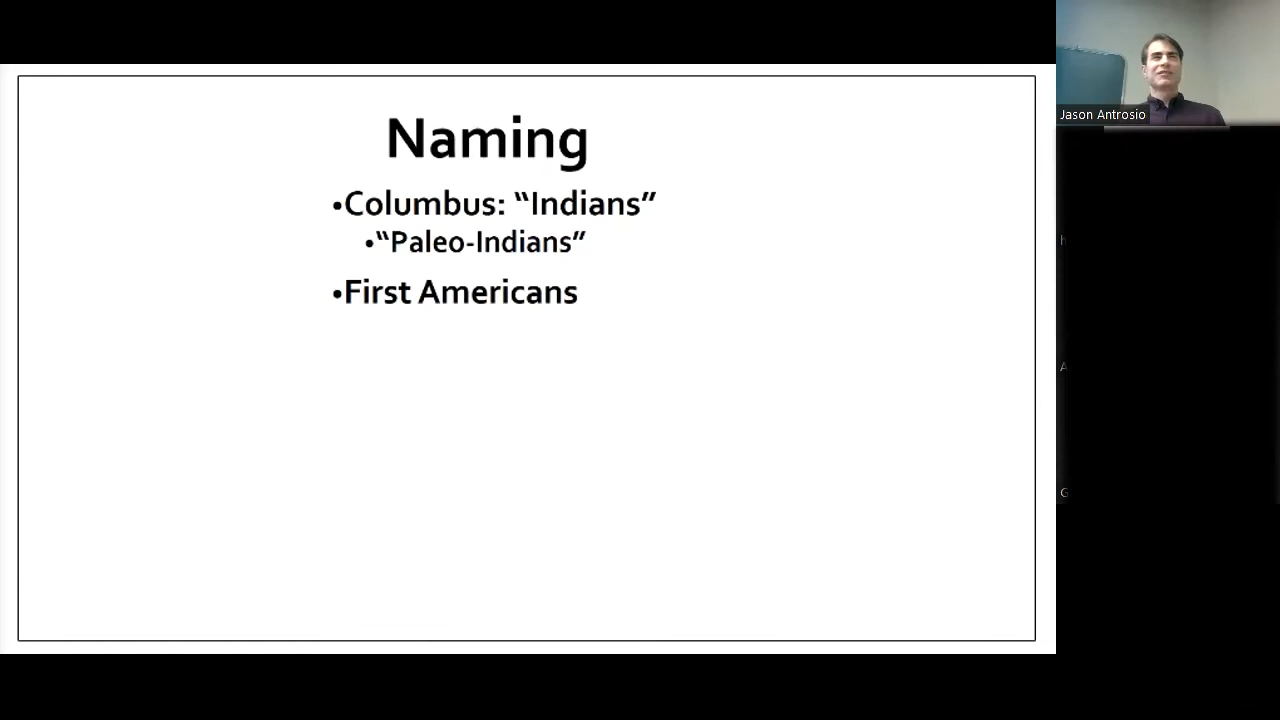 Naming
•Columbus: “Indians”
•“Paleo-Indians”
•First Americans
Jason Antrosio
h
A
G